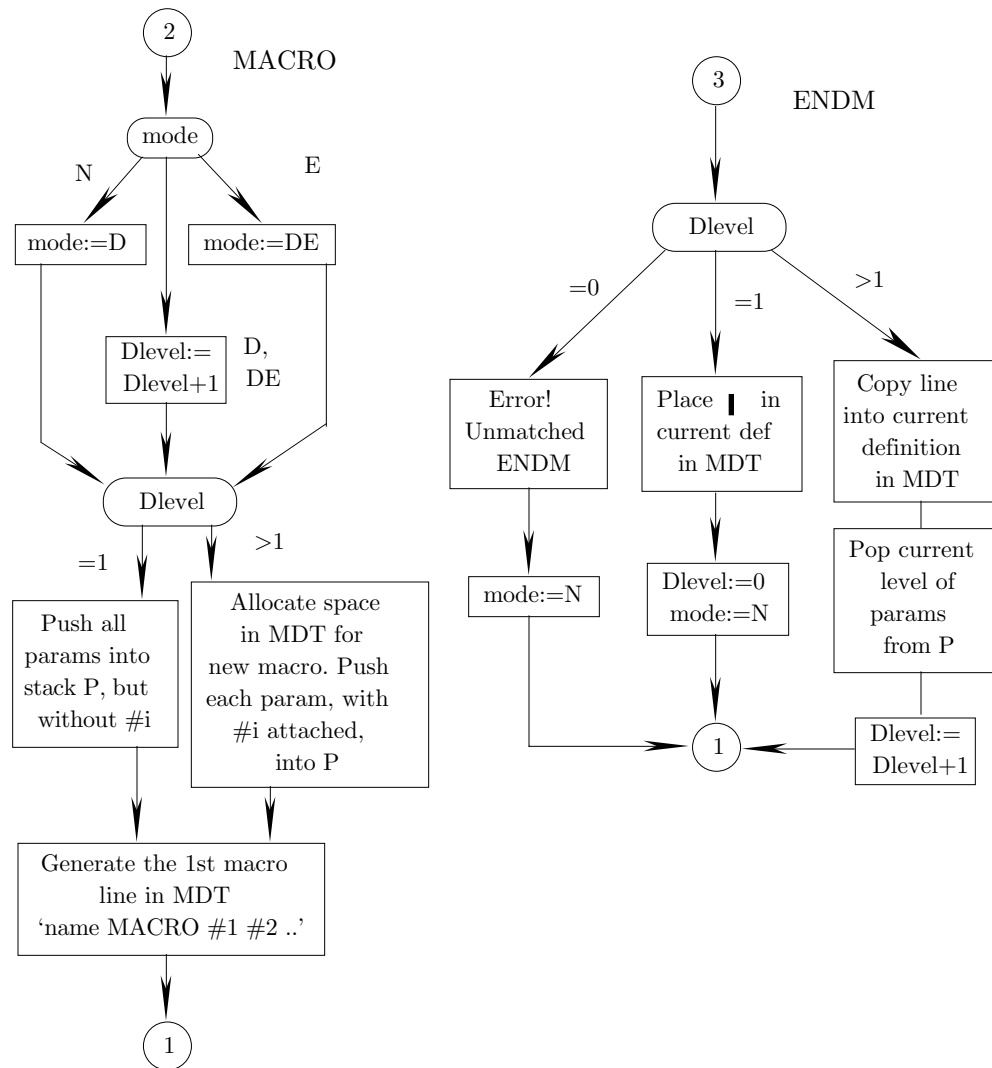 2
MACRO
mode
N
E
mode:=D
mode:=DE
Dlevel:=
Dlevel+1
D,
DE
Dlevel
=1
>1
Push all
params into
stack P, but
without #i
Allocate space
in MDT for
new macro. Push
each param, with
#i attached,
into P
Generate the 1st macro
line in MDT
‘name MACRO #1 #2 ..’
1
3
ENDM
Dlevel
=0
=1
>1
Error!
Unmatched
ENDM
mode:=N
Place in
current def
in MDT
Dlevel:=0
mode:=N
Copy line
into current
definition
in MDT
Pop current
level of
params
from P
Dlevel:=
Dlevel+1
1